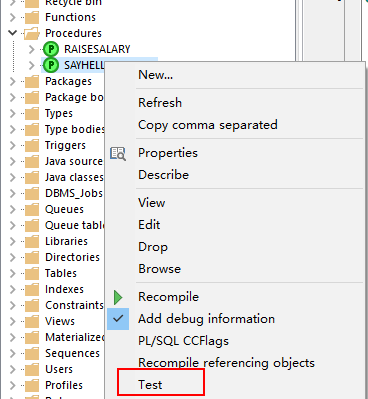 Recycle bin
Functions
Procedures
RAISESALARY
SAYHELL
Packages
Package bo
Types
Type bodies
Triggers
Java source
Java classes
DBMS_Jobs
Queues
Queue table
Libraries
Directories
Tables
Indexes
Constraints
Views
Materialized
Sequences
Users
Profiles
New...
Refresh
Copy comma separated
Properties
Describe
View
Edit
Drop
Browse
Recompile
Add debug information
PL/SQL CCFlags
Recompile referencing objects
Test